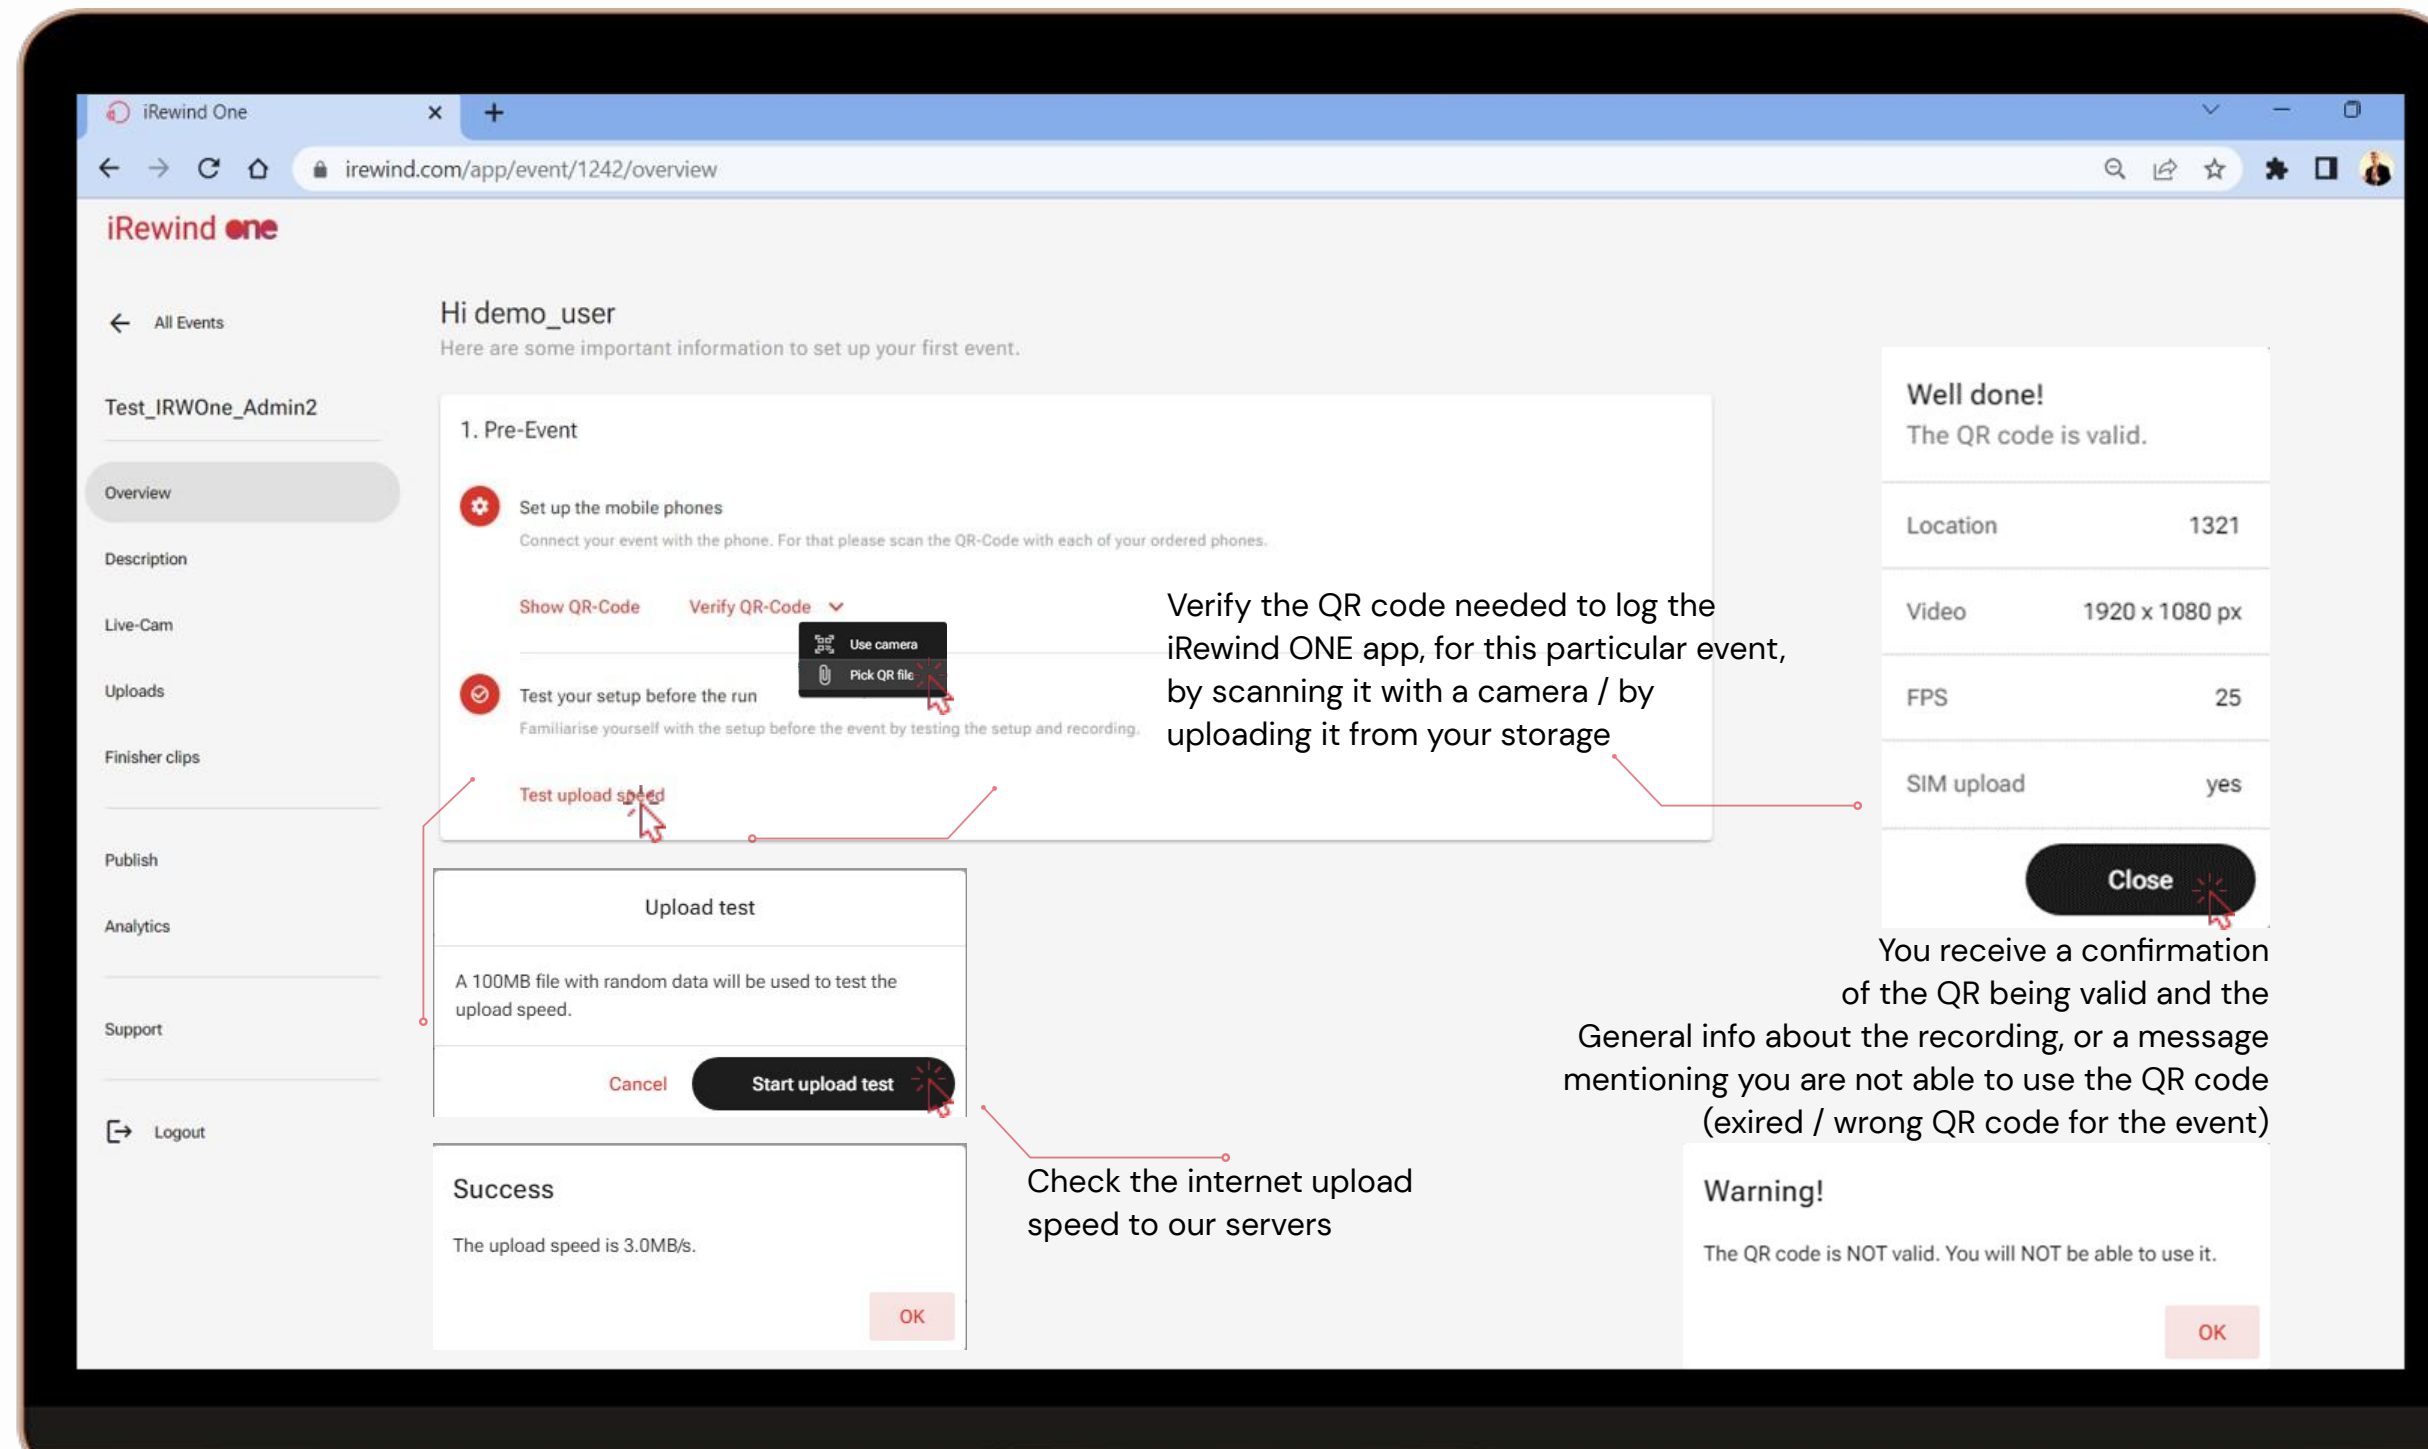 iRewind One
irewind.com/app/event/1242/overview
iRewind one
All Events
Test_IRWOne_Admin2
Overview
Description
Live-Cam
Uploads
Finisher clips
Publish
Analytics
Support
Logout
Hi demo_user
Here are some important information to set up your first event.
1. Pre-Event
Set up the mobile phones
Connect your event with the phone. For that please scan the QR-Code with each of your ordered phones.
Show QR-Code
Verify QR-Code
Use camera
Pick QR file
Test your setup before the run
Familiarise yourself with the setup before the event by testing the setup and recording.
Test upload speed
Verify the QR code needed to log the
iRewind ONE app, for this particular event,
by scanning it with a camera / by
uploading it from your storage
Upload test
A 100MB file with random data will be used to test the
upload speed.
Cancel
Start upload test
Success
The upload speed is 3.0MB/s.
OK
Check the internet upload
speed to our servers
Well done!
The QR code is valid.
Location 1321
Video 1920 x 1080 px
FPS 25
SIM upload yes
Close
You receive a confirmation
of the QR being valid and the
General info about the recording, or a message
mentioning you are not able to use the QR code
(exired / wrong QR code for the event)
Warning!
The QR code is NOT valid. You will NOT be able to use it.
OK